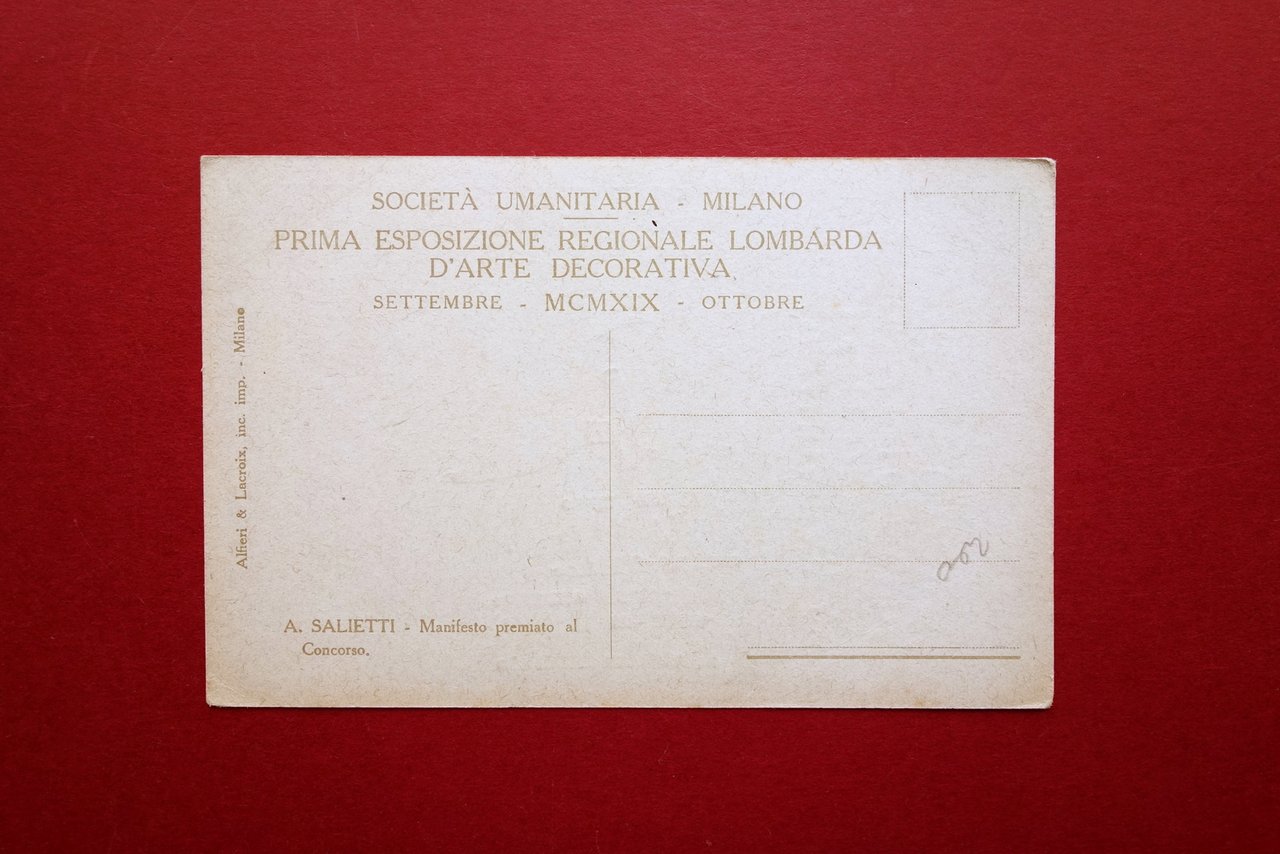 SOCIETÀ UMANITARIA - MILANO
PRIMA ESPOSIZIONE REGIONALE LOMBARDA
D'ARTE DECORATIVA
SETTEMBRE - MCMXIX - OTTOBRE
Alfieri & Lacroix, inc. imp. - Milano
A. SALIETTI - Manifesto premiato al
Concorso.